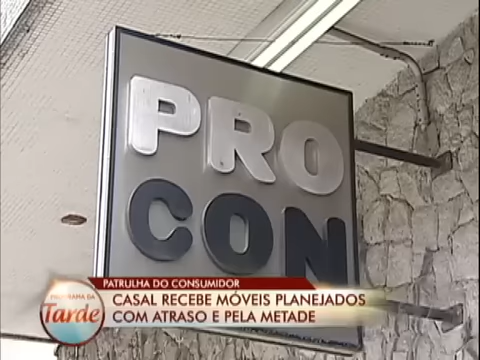 PRO
CON
PATRULHA DO CONSUMIDOR
CASAL RECEBE MÓVEIS PLANEJADOS
COM ATRASO E PELA METADE
PROGRAMA DA
Tarde